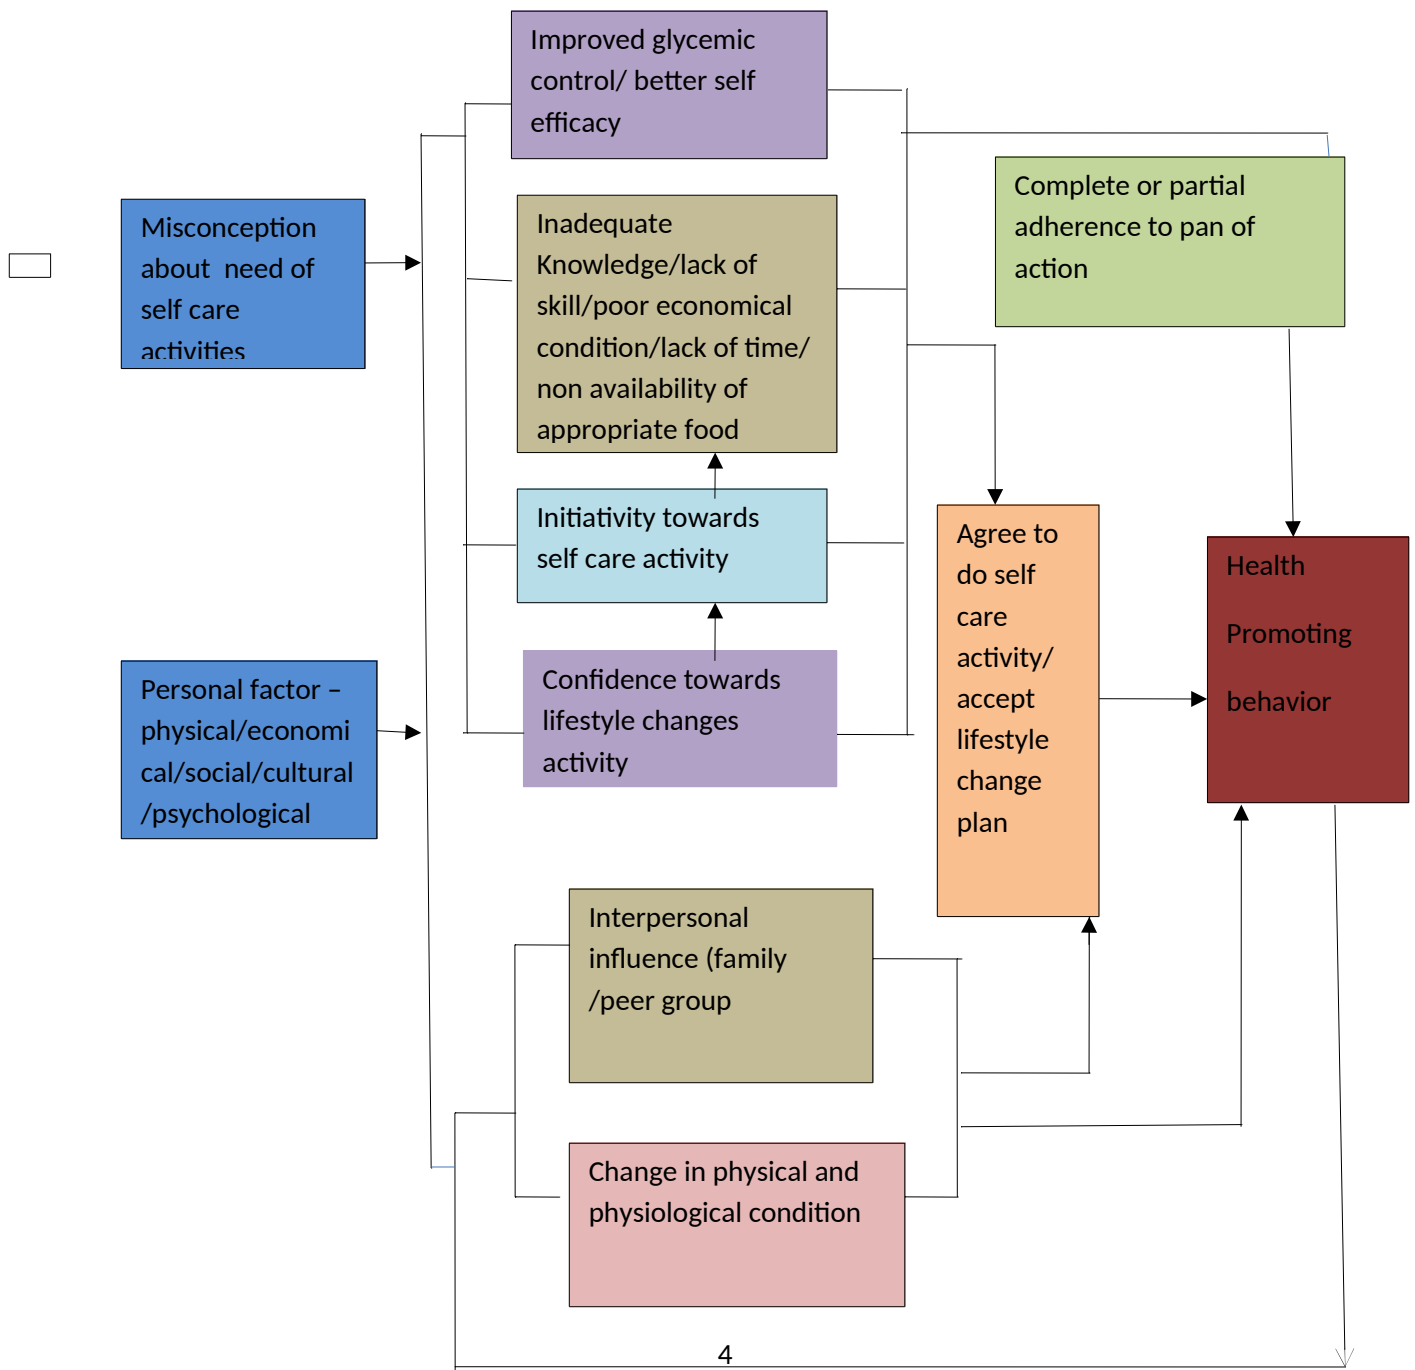 Improved glycemic
control/ better self
efficacy
Complete or partial
adherence to pan of
action
Misconception
about  need of
self care
activities
Inadequate
Knowledge/lack of
skill/poor economical
condition/lack of time/
non availability of
appropriate food
Initiativity towards
self care activity
Agree to
do self
care
activity/
accept
lifestyle
change
plan
Health
Promoting
behavior
Personal factor –
physical/economi
cal/social/cultural
/psychological
Confidence towards
lifestyle changes
activity
Interpersonal
influence (family
/peer group
Change in physical and
physiological condition
4